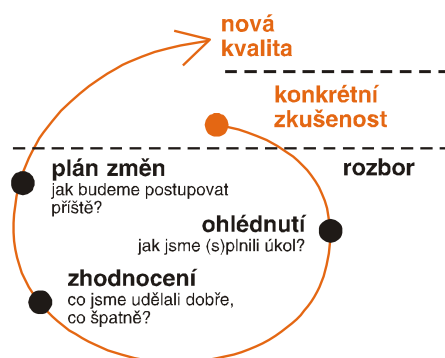 nová
kvalita
konkrétní
zkušenost
rozbor
plán změn
jak budeme postupovat
příště?
ohlédnutí
jak jsme (s)plnili úkol?
zhodnocení
co jsme udělali dobře,
co špatně?